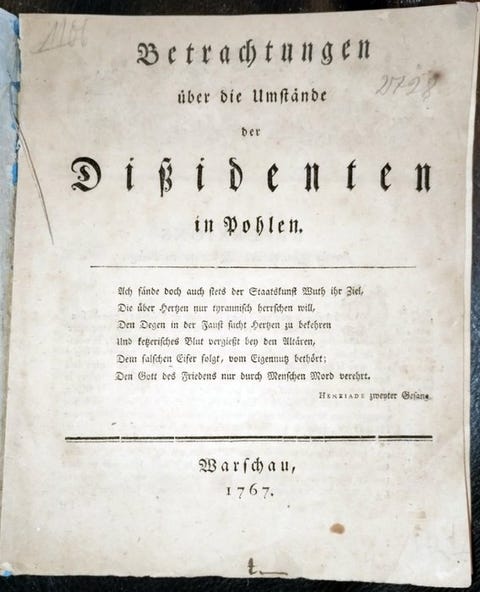 1166
Betrachtungen
2728
über die Umstände
der
Dißidenten
in Pohlen.
Ach fände doch auch stets der Staatskunst Wuth ihr Ziel,
Die über Hertzen nur tyrannisch herrschen will,
Den Degen in der Faust sucht Hertzen zu bekehren
Und ketzerisches Blut vergießt bey den Altären,
Dem falschen Eifer folgt, vom Eigennutz bethört;
Den Gott des Friedens nur durch Menschen Mord verehrt.
HENRIADE zweyter Gesang.
Warschau,
1767.